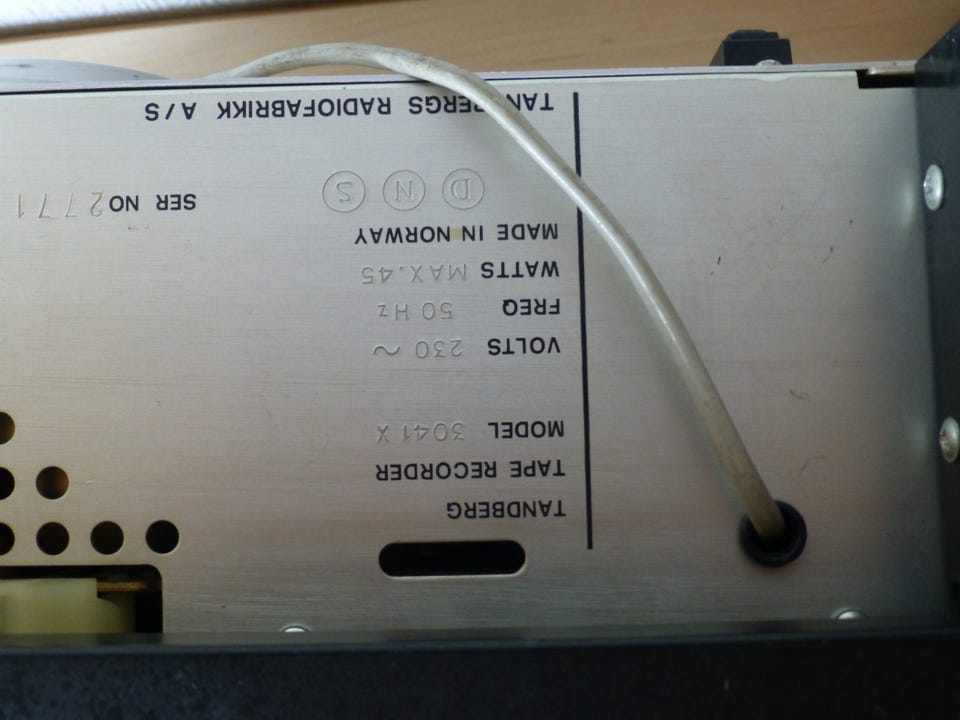 TANDBERG
TAPE RECORDER
MODEL 3041 X
VOLTS 230 ~
FREQ 50 Hz
WATTS MAX.45
MADE IN NORWAY
D N S
SER NO 2771
RADIOFABRIKK A/S